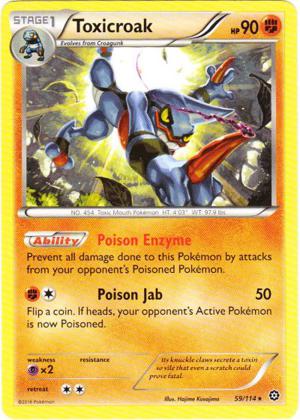 STAGE1 Toxicroak HP 90
Evolves from Croagunk
NO. 454 Toxic Mouth Pokémon HT. 4'03" WT. 97.9 lbs
Ability Poison Enzyme
Prevent all damage done to this Pokémon by attacks
from your opponent's Poisoned Pokémon.
Poison Jab 50
Flip a coin. If heads, your opponent's Active Pokémon
is now Poisoned.
weakness resistance
×2
retreat
Its knuckle claws secrete a toxin so
vile that even a scratch could
prove fatal.
©2016 Pokémon
Illus. Hajime Kusajima
59/114 ★